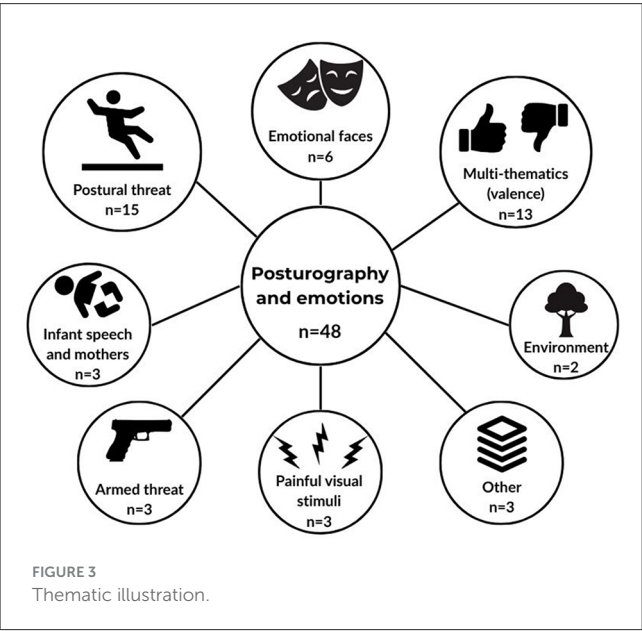 Emotional faces
n=6
Postural threat
n=15
Multi-thematics
(valence)
n=13
Posturography
and emotions
n=48
Infant speech
and mothers
n=3
Environment
n=2
Armed threat
n=3
Painful visual
stimuli
n=3
Other
n=3
FIGURE 3
Thematic illustration.